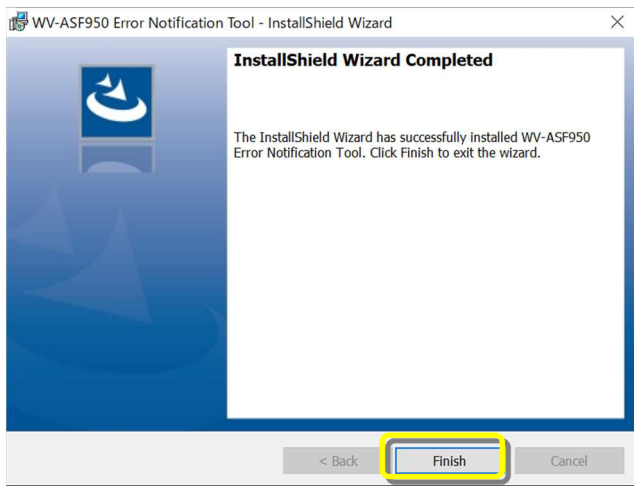 WV-ASF950 Error Notification Tool - InstallShield Wizard
InstallShield Wizard Completed
The InstallShield Wizard has successfully installed WV-ASF950
Error Notification Tool. Click Finish to exit the wizard.
< Back Finish Cancel